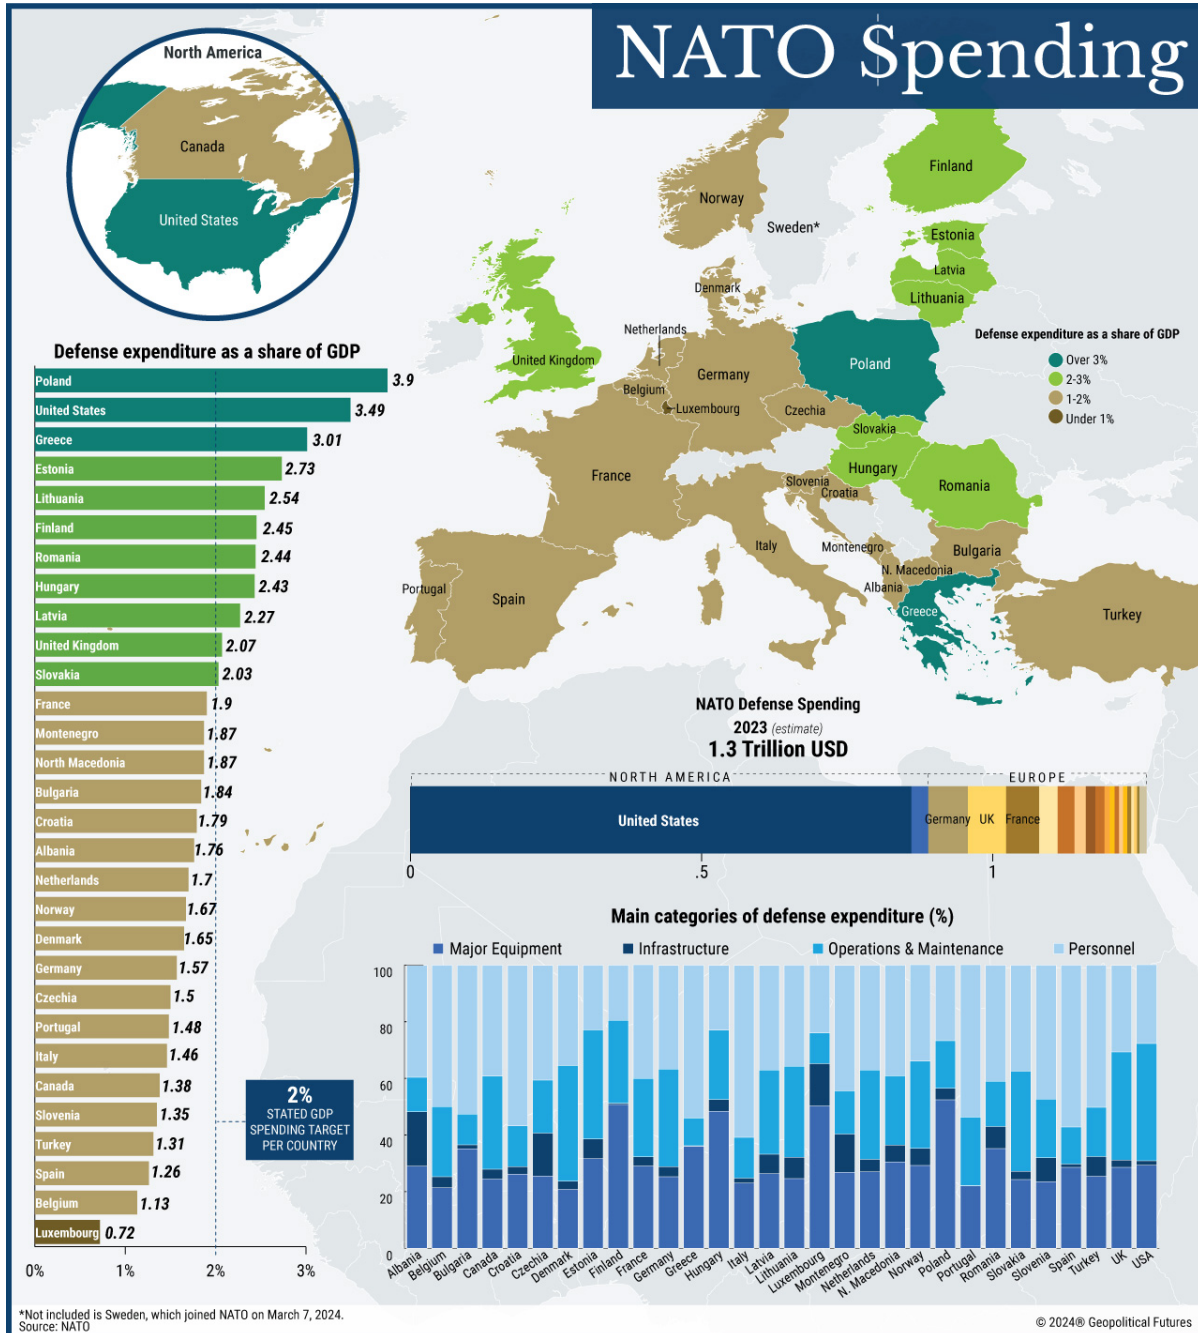 NATO $pending
North America
Canada
United States
Finland
Norway
Sweden*
Estonia
Latvia
Lithuania
Denmark
Netherlands
United Kingdom
Belgium
Germany
Poland
Luxembourg
Czechia
Slovakia
France
Hungary
Romania
Slovenia
Croatia
Italy
Montenegro
Bulgaria
N. Macedonia
Albania
Portugal
Spain
Greece
Turkey
Defense expenditure as a share of GDP
Over 3%
2-3%
1-2%
Under 1%
Defense expenditure as a share of GDP
Poland 3.9
United States 3.49
Greece 3.01
Estonia 2.73
Lithuania 2.54
Finland 2.45
Romania 2.44
Hungary 2.43
Latvia 2.27
United Kingdom 2.07
Slovakia 2.03
France 1.9
Montenegro 1.87
North Macedonia 1.87
Bulgaria 1.84
Croatia 1.79
Albania 1.76
Netherlands 1.7
Norway 1.67
Denmark 1.65
Germany 1.57
Czechia 1.5
Portugal 1.48
Italy 1.46
Canada 1.38
Slovenia 1.35
Turkey 1.31
Spain 1.26
Belgium 1.13
Luxembourg 0.72
0% 1% 2% 3%
2%
STATED GDP
SPENDING TARGET
PER COUNTRY
NATO Defense Spending
2023 (estimate)
1.3 Trillion USD
NORTH AMERICA EUROPE
United States Germany UK France
0 .5 1
Main categories of defense expenditure (%)
Major Equipment Infrastructure Operations & Maintenance Personnel
100
80
60
40
20
0
Albania Belgium Bulgaria Canada Croatia Czechia Denmark Estonia Finland France Germany Greece Hungary Italy Latvia Lithuania Luxembourg Montenegro Netherlands N. Macedonia Norway Poland Portugal Romania Slovakia Slovenia Spain Turkey UK USA
*Not included is Sweden, which joined NATO on March 7, 2024.
Source: NATO
© 2024® Geopolitical Futures